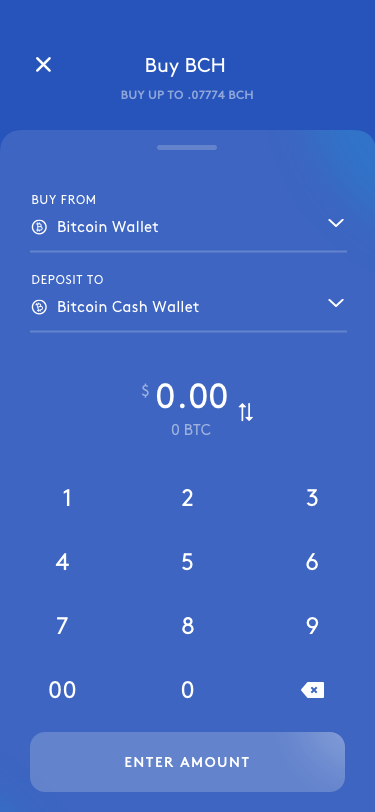 Buy BCH
BUY UP TO .07774 BCH
BUY FROM
Bitcoin Wallet
DEPOSIT TO
Bitcoin Cash Wallet
$ 0.00
0 BTC
1 2 3
4 5 6
7 8 9
00 0
ENTER AMOUNT